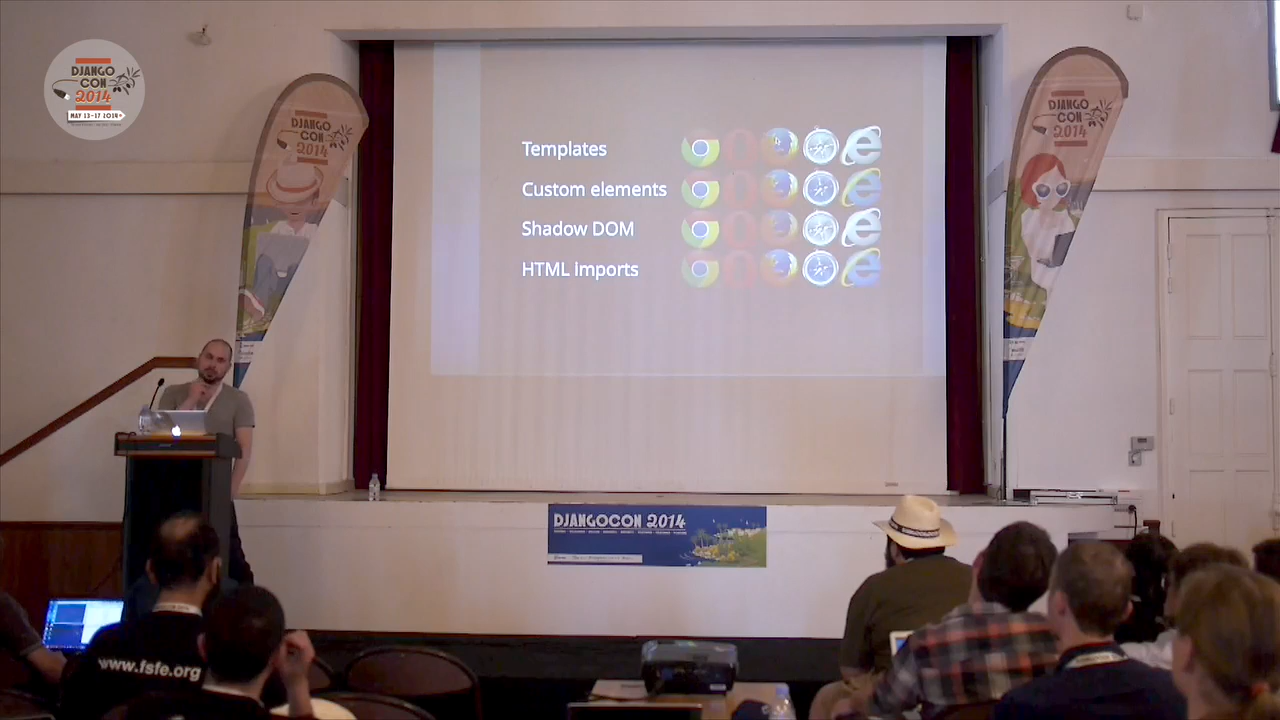 DJANGO
CON
2014
MAY 13-17 2014
DJANGO
CON
2014
DJANGO
CON
2014
Templates
Custom elements
Shadow DOM
HTML imports
DJANGOCON 2014
www.fsfe.org